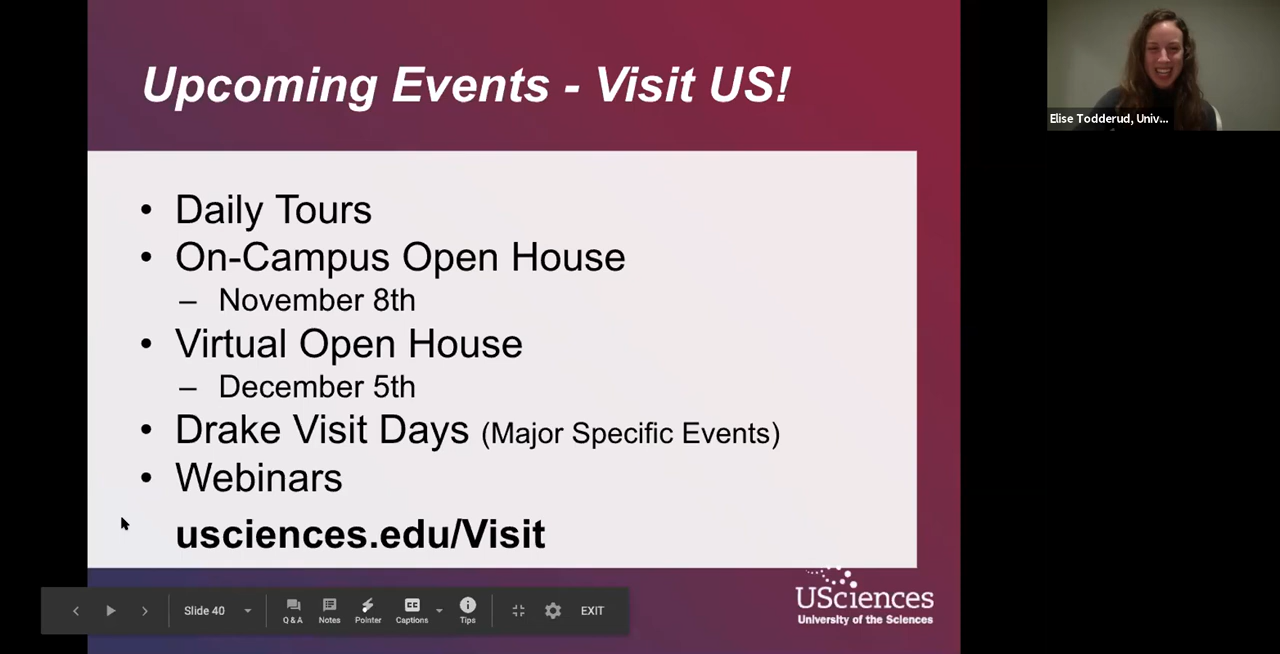 Upcoming Events - Visit US!
Elise Todderud, Univ...
• Daily Tours
• On-Campus Open House
– November 8th
• Virtual Open House
– December 5th
• Drake Visit Days (Major Specific Events)
• Webinars
usciences.edu/Visit
USciences
University of the Sciences
Slide 40
Q & A
Notes
Pointer
CC
Captions
Tips
EXIT